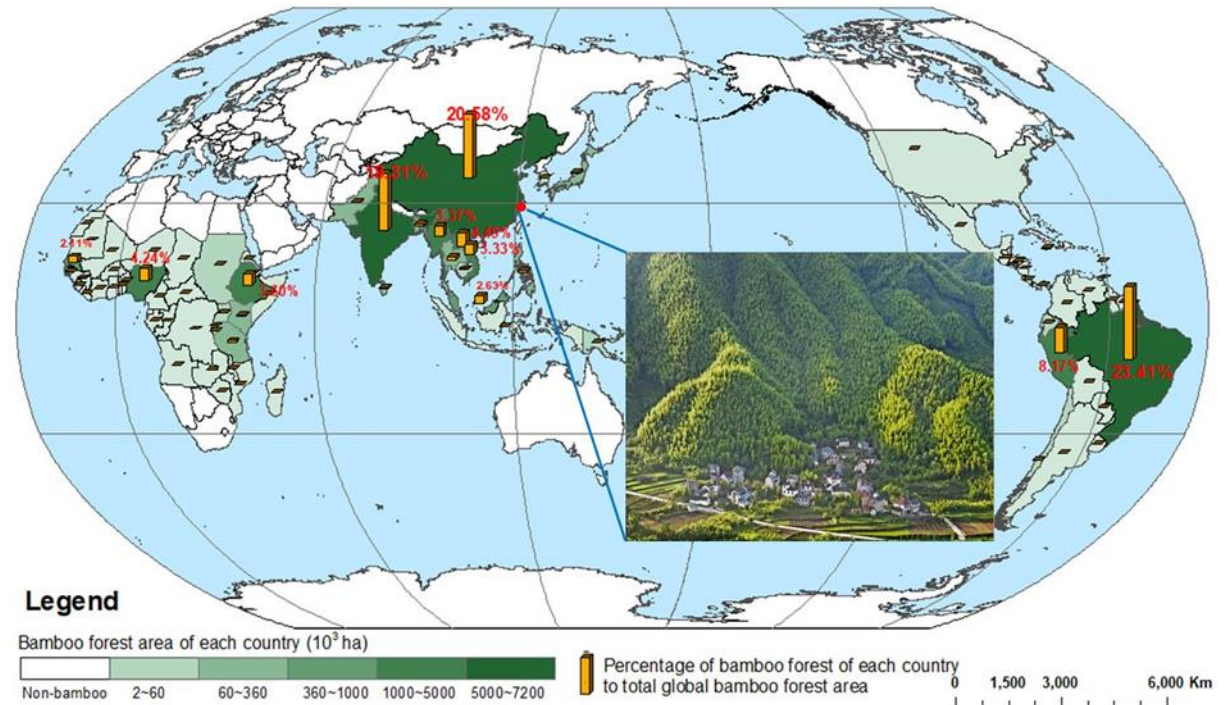 20.58%
2.11%
4.24%
3.33%
2.63%
8.17%
23.41%
Legend
Bamboo forest area of each country (10³ ha)
Non-bamboo 2~60 60~360 360~1000 1000~5000 5000~7200
Percentage of bamboo forest of each country
to total global bamboo forest area
0 1,500 3,000 6,000 Km